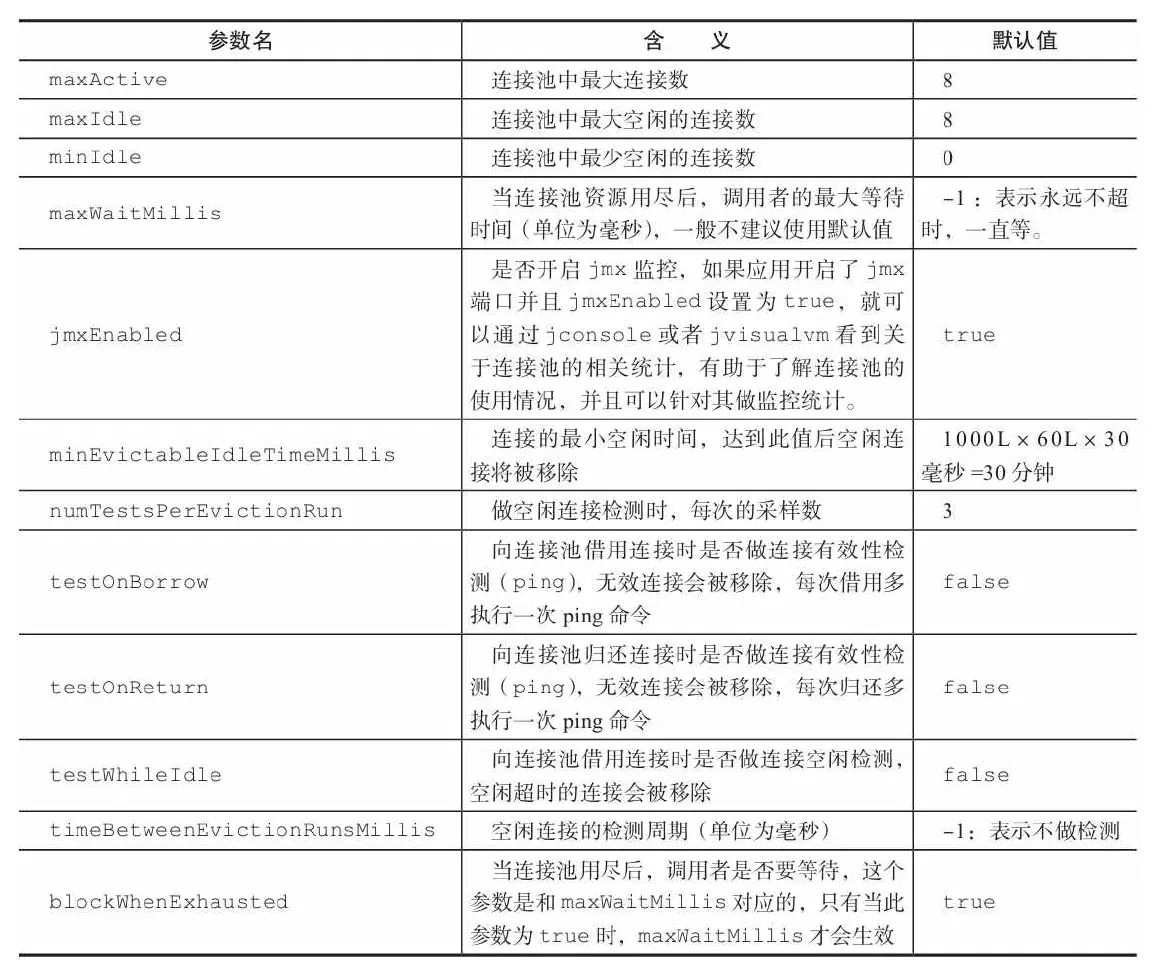 参数名 含 义 默认值
maxActive 连接池中最大连接数 8
maxIdle 连接池中最大空闲的连接数 8
minIdle 连接池中最少空闲的连接数 0
maxWaitMillis
当连接池资源用尽后，调用者的最大等待
时间（单位为毫秒），一般不建议使用默认值
-1：表示永远不超
时，一直等。
jmxEnabled
是否开启 jmx 监控，如果应用开启了 jmx
端口并且 jmxEnabled 设置为 true，就可
以通过 jconsole 或者 jvisualvm 看到关
于连接池的相关统计，有助于了解连接池的
使用情况，并且可以针对其做监控统计。
true
minEvictableIdleTimeMillis
连接的最小空闲时间，达到此值后空闲连
接将被移除
1000L × 60L × 30
毫秒 =30 分钟
numTestsPerEvictionRun 做空闲连接检测时，每次的采样数 3
testOnBorrow
向连接池借用连接时是否做连接有效性检
测（ping），无效连接会被移除，每次借用多
执行一次 ping 命令
false
testOnReturn
向连接池归还连接时是否做连接有效性检
测（ping），无效连接会被移除，每次归还多
执行一次 ping 命令
false
testWhileIdle
向连接池借用连接时是否做连接空闲检测，
空闲超时的连接会被移除
false
timeBetweenEvictionRunsMillis 空闲连接的检测周期（单位为毫秒） -1：表示不做检测
blockWhenExhausted
当连接池用尽后，调用者是否要等待，这个
参数是和 maxWaitMillis 对应的，只有当此
参数为 true 时，maxWaitMillis 才会生效
true